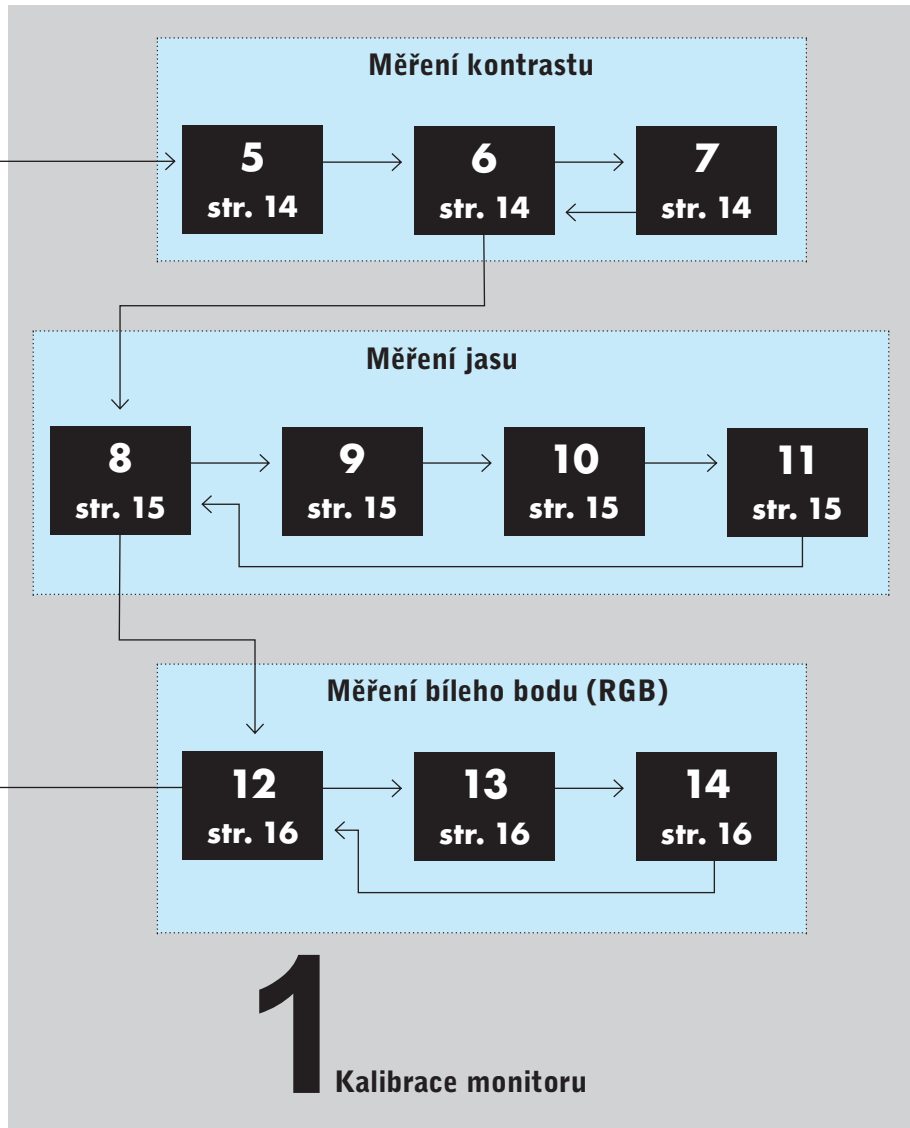 Měření kontrastu
5
str. 14
6
str. 14
7
str. 14
Měření jasu
8
str. 15
9
str. 15
10
str. 15
11
str. 15
Měření bíleho bodu (RGB)
12
str. 16
13
str. 16
14
str. 16
1
Kalibrace monitoru